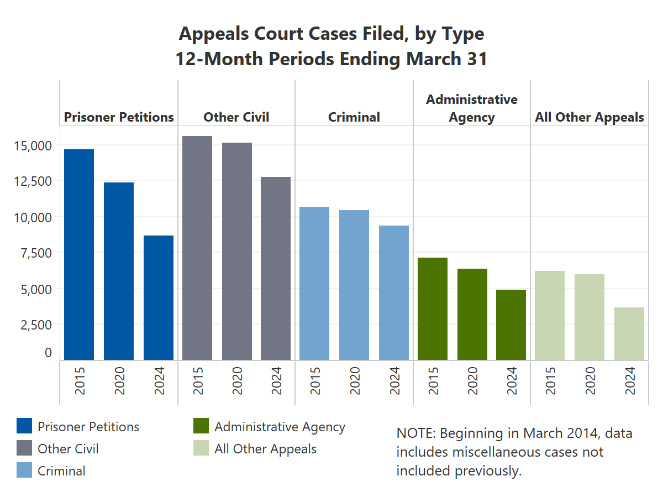 Appeals Court Cases Filed, by Type
12-Month Periods Ending March 31
Prisoner Petitions
Other Civil
Criminal
Administrative
Agency
All Other Appeals
15,000
12,500
10,000
7,500
5,000
2,500
0
2015
2020
2024
2015
2020
2024
2015
2020
2024
2015
2020
2024
2015
2020
2024
Prisoner Petitions
Other Civil
Criminal
Administrative Agency
All Other Appeals
NOTE: Beginning in March 2014, data
includes miscellaneous cases not
included previously.